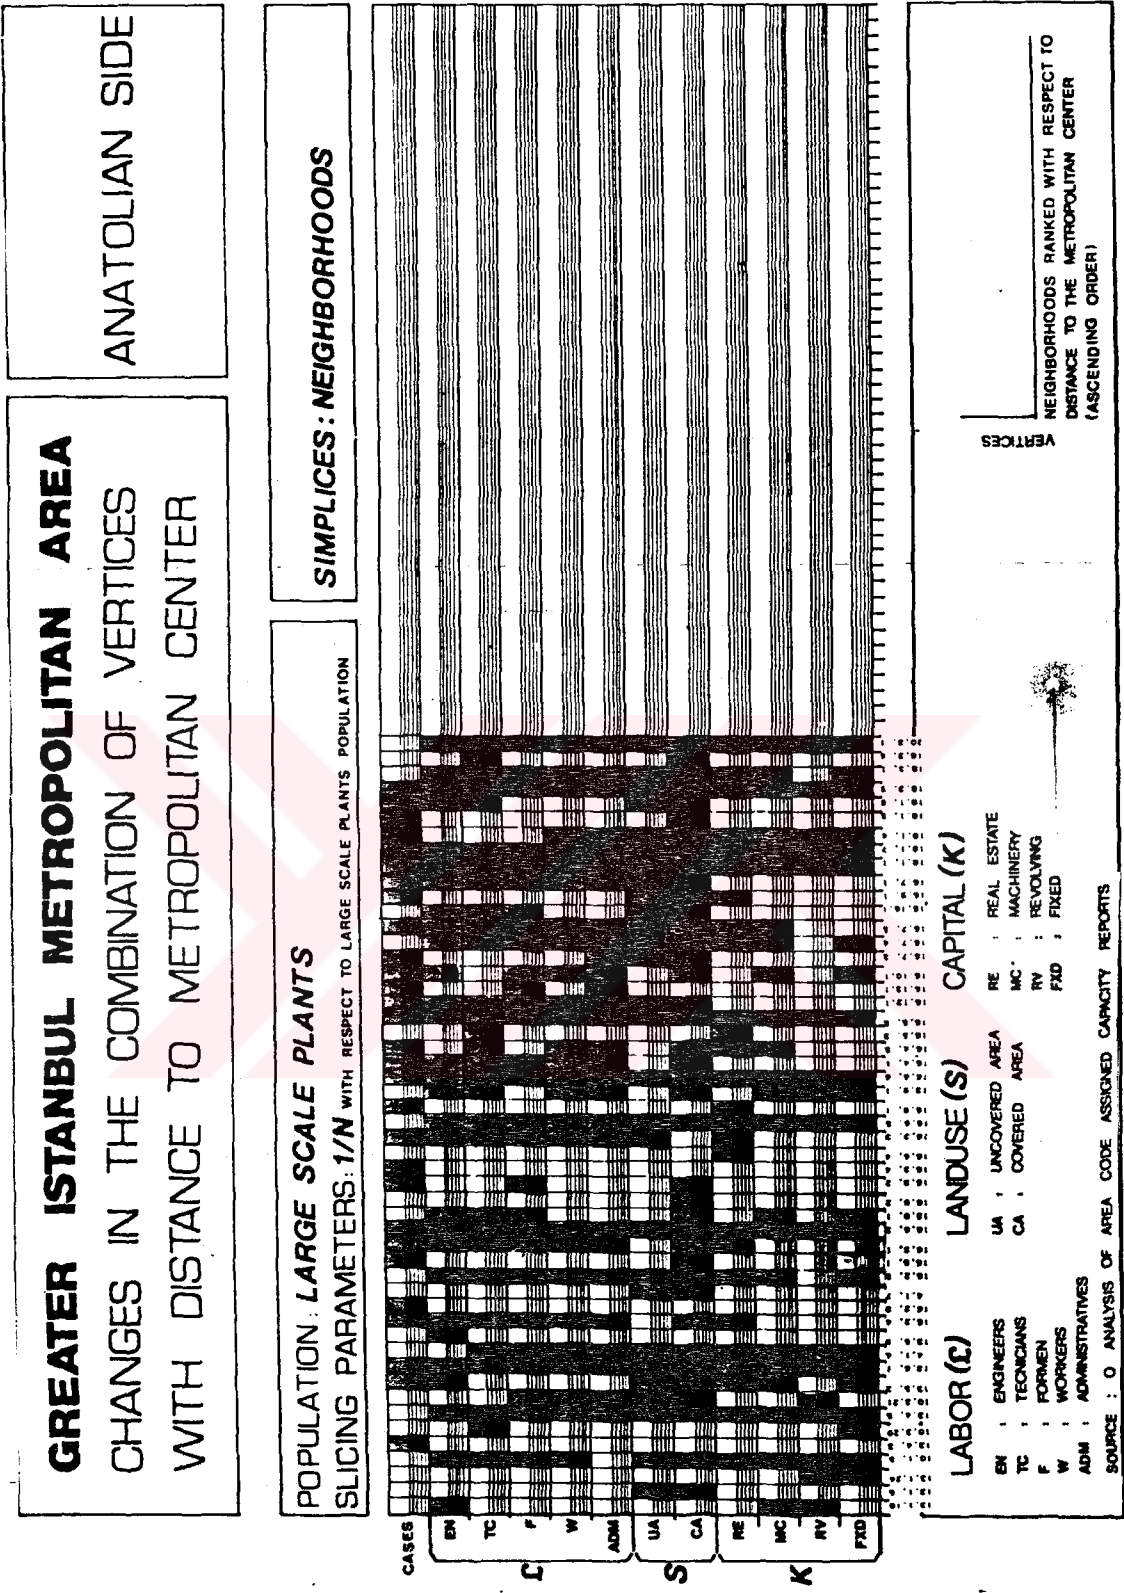 GREATER ISTANBUL METROPOLITAN AREA
CHANGES IN THE COMBINATION OF VERTICES
WITH DISTANCE TO METROPOLITAN CENTER
ANATOLIAN SIDE
POPULATION : LARGE SCALE PLANTS
SLICING PARAMETERS: 1/N WITH RESPECT TO LARGE SCALE PLANTS POPULATION
SIMPLICES: NEIGHBORHOODS
CASES
EN
TC
F
W
ADM
UA
CA
RE
MC
RV
FXD
£
S
K
LABOR (£)
EN : ENGINEERS
TC : TECNICIANS
F : FORMEN
W : WORKERS
ADM : ADMINISTRATIVES
LANDUSE (S)
UA : UNCOVERED AREA
CA : COVERED AREA
CAPITAL (K)
RE : REAL ESTATE
MC : MACHINERY
RV : REVOLVING
FXD : FIXED
SOURCE : Q ANALYSIS OF AREA CODE ASSIGNED CAPACITY REPORTS
VERTICES
NEIGHBORHOODS RANKED WITH RESPECT TO
DISTANCE TO THE METROPOLITAN CENTER
(ASCENDING ORDER)